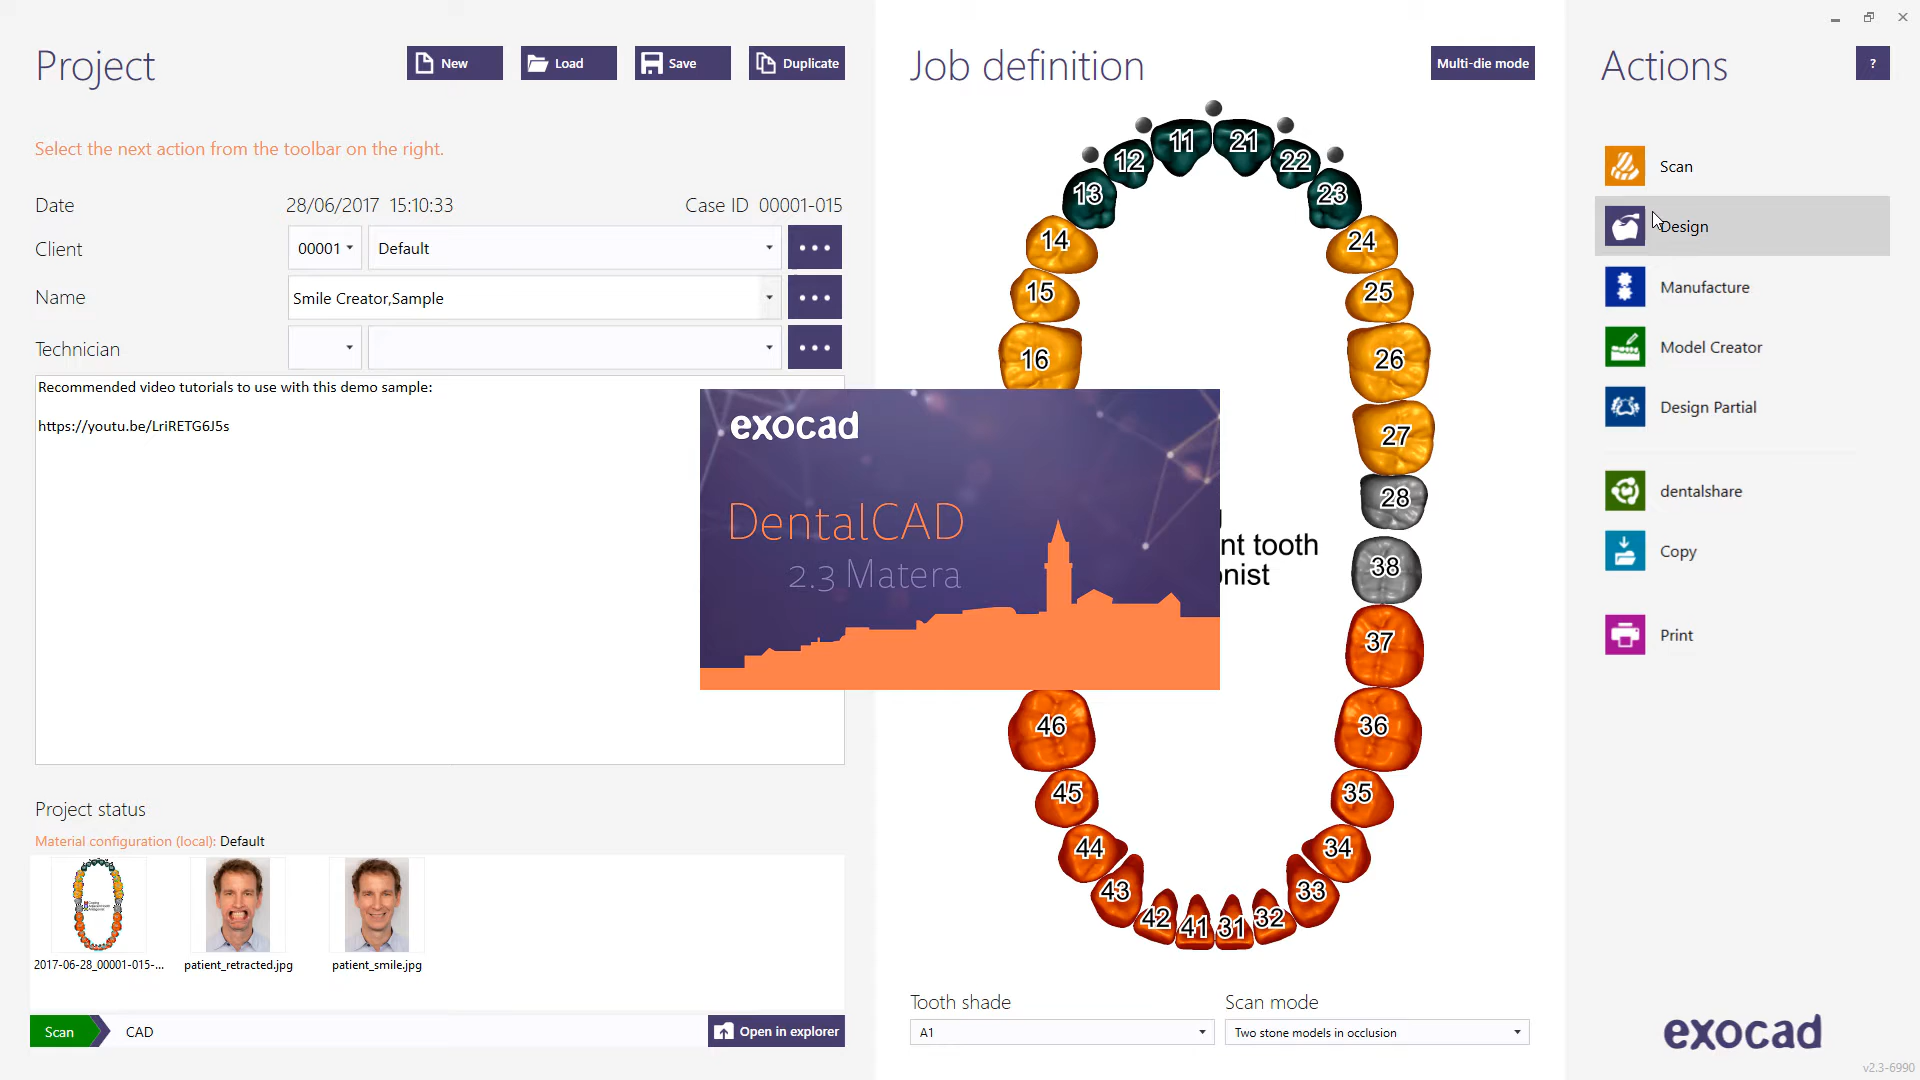 Project
New
Load
Save
Duplicate
Job definition
Multi-die mode
Actions
?
Select the next action from the toolbar on the right.
Date
28/06/2017 15:10:33
Case ID 00001-015
Client
00001
Default
Name
Smile Creator,Sample
Technician
Recommended video tutorials to use with this demo sample:
https://youtu.be/LriRETG6J5s
11
21
12
22
13
23
14
24
15
25
16
26
27
28
38
37
46
36
45
35
44
34
43
33
42
41
31
32
exocad
DentalCAD
2.3 Matera
nt tooth
onist
Scan
Design
Manufacture
Model Creator
Design Partial
dentalshare
Copy
Print
Project status
Material configuration (local): Default
2017-06-28_00001-015-...
patient_retracted.jpg
patient_smile.jpg
Scan
CAD
Open in explorer
Tooth shade
A1
Scan mode
Two stone models in occlusion
exocad
v2.3-6990